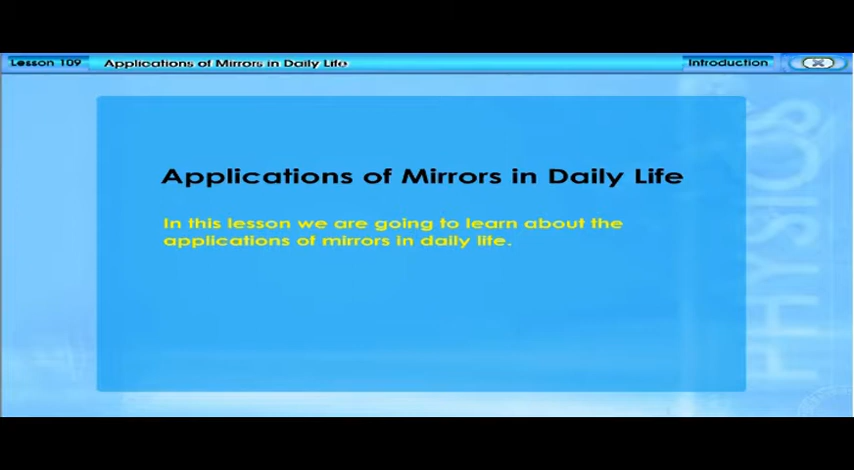 Lesson 109 Applications of Mirrors in Daily Life Introduction
Applications of Mirrors in Daily Life
In this lesson we are going to learn about the
applications of mirrors in daily life.
PHYSICS